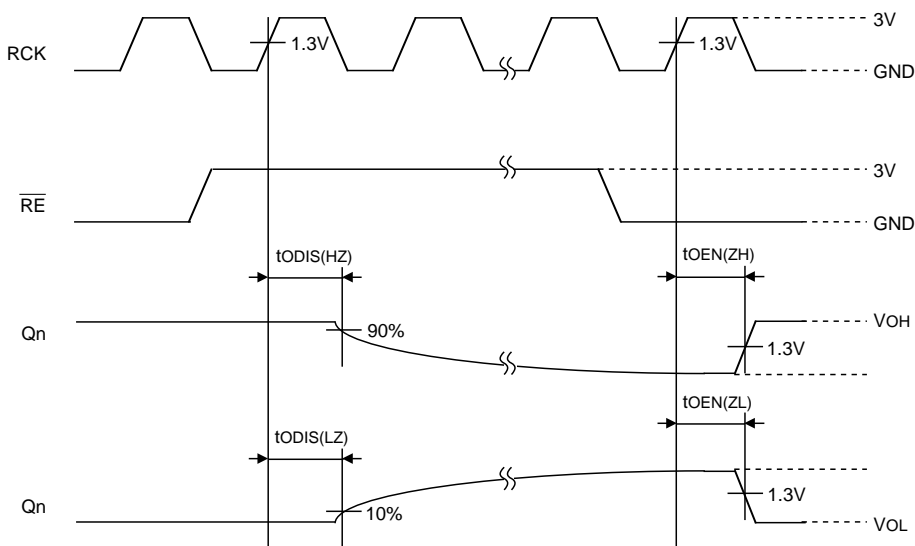 3V
RCK
1.3V
1.3V
GND
3V
RE
GND
tODIS(HZ)
tOEN(ZH)
VOH
Qn
90%
1.3V
tODIS(LZ)
tOEN(ZL)
Qn
10%
1.3V
VOL